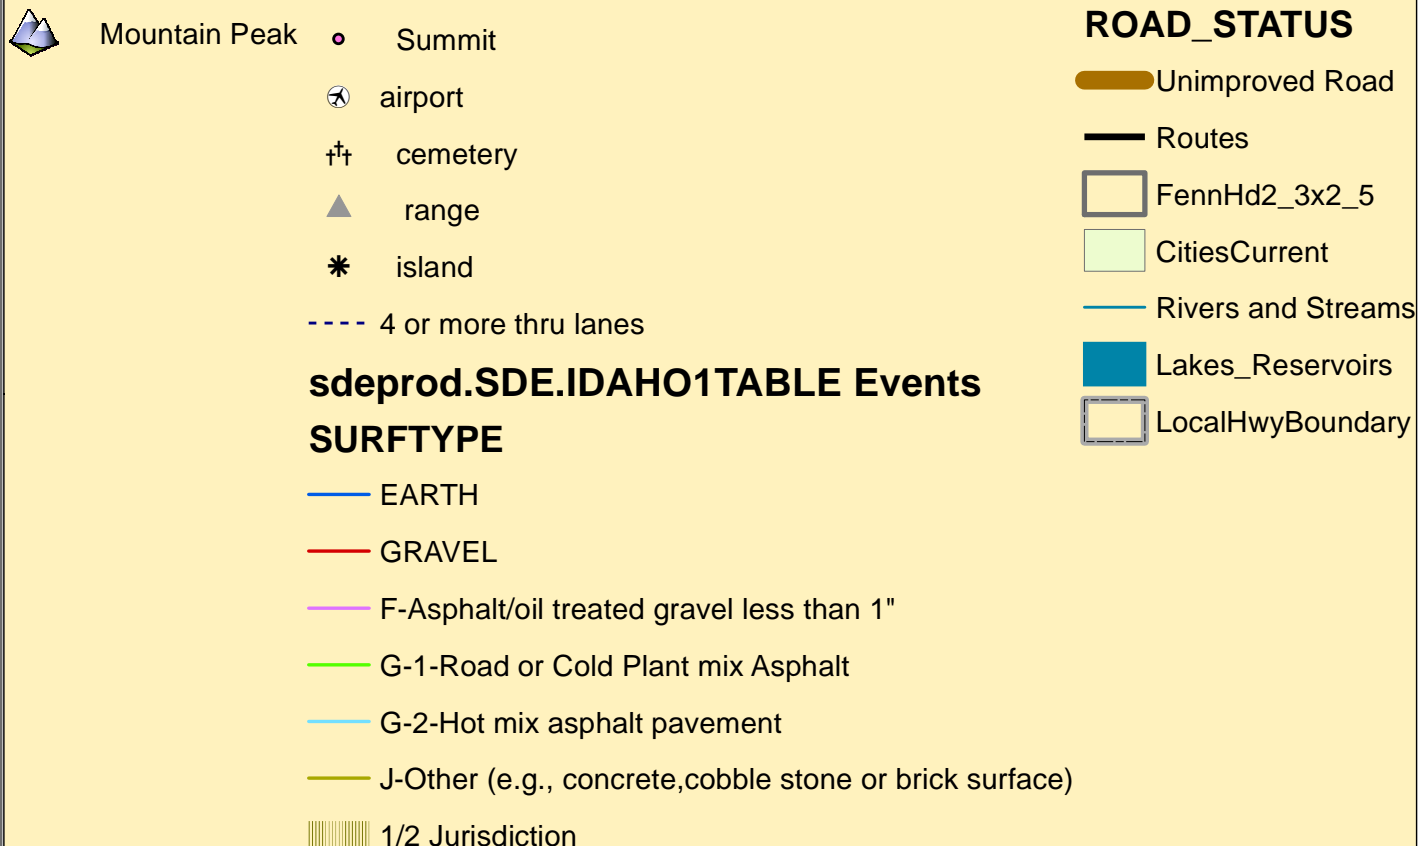 Mountain Peak
Summit
airport
cemetery
range
island
4 or more thru lanes
sdeprod.SDE.IDAHO1TABLE Events
SURFTYPE
EARTH
GRAVEL
F-Asphalt/oil treated gravel less than 1"
G-1-Road or Cold Plant mix Asphalt
G-2-Hot mix asphalt pavement
J-Other (e.g., concrete,cobble stone or brick surface)
1/2 Jurisdiction
ROAD_STATUS
Unimproved Road
Routes
FennHd2_3x2_5
CitiesCurrent
Rivers and Streams
Lakes_Reservoirs
LocalHwyBoundary